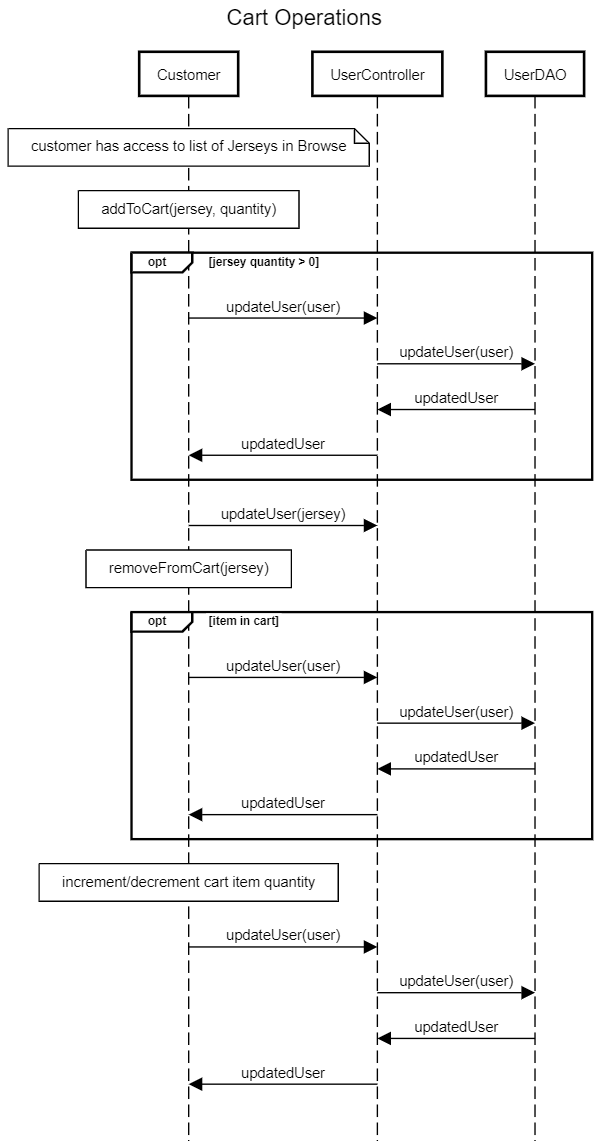 Cart Operations
Customer
UserController
UserDAO
customer has access to list of Jerseys in Browse
addToCart(jersey, quantity)
opt
[jersey quantity > 0]
updateUser(user)
updateUser(user)
updatedUser
updatedUser
updateUser(jersey)
removeFromCart(jersey)
opt
[item in cart]
updateUser(user)
updateUser(user)
updatedUser
updatedUser
increment/decrement cart item quantity
updateUser(user)
updateUser(user)
updatedUser
updatedUser